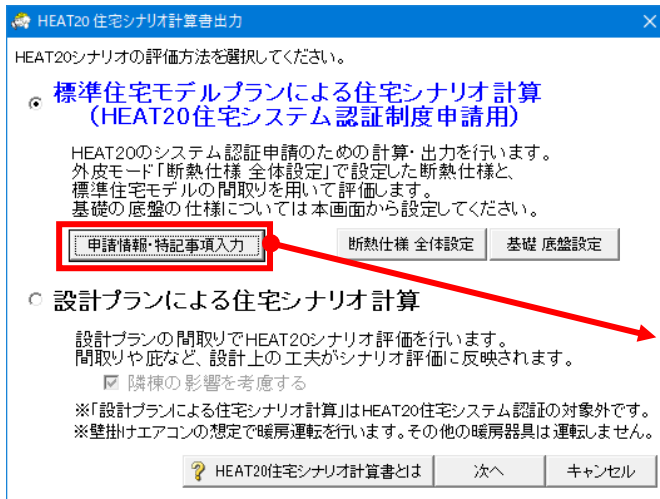 HEAT20 住宅シナリオ計算書出力
HEAT20シナリオの評価方法を選択してください。
標準住宅モデルプランによる住宅シナリオ計算
（HEAT20住宅システム認証制度申請用）
HEAT20のシステム認証申請のための計算・出力を行います。
外皮モード「断熱仕様 全体設定」で設定した断熱仕様と、
標準住宅モデルの間取りを用いて評価します。
基礎の底盤の仕様については本画面から設定してください。
申請情報・特記事項入力 断熱仕様 全体設定 基礎 底盤設定
設計プランによる住宅シナリオ計算
設計プランの間取りでHEAT20シナリオ評価を行います。
間取りや庇など、設計上の工夫がシナリオ評価に反映されます。
隣棟の影響を考慮する
※「設計プランによる住宅シナリオ計算」はHEAT20住宅システム認証の対象外です。
※壁掛けエアコンの想定で暖房運転を行います。その他の暖房器具は運転しません。
HEAT20住宅シナリオ計算書とは 次へ キャンセル